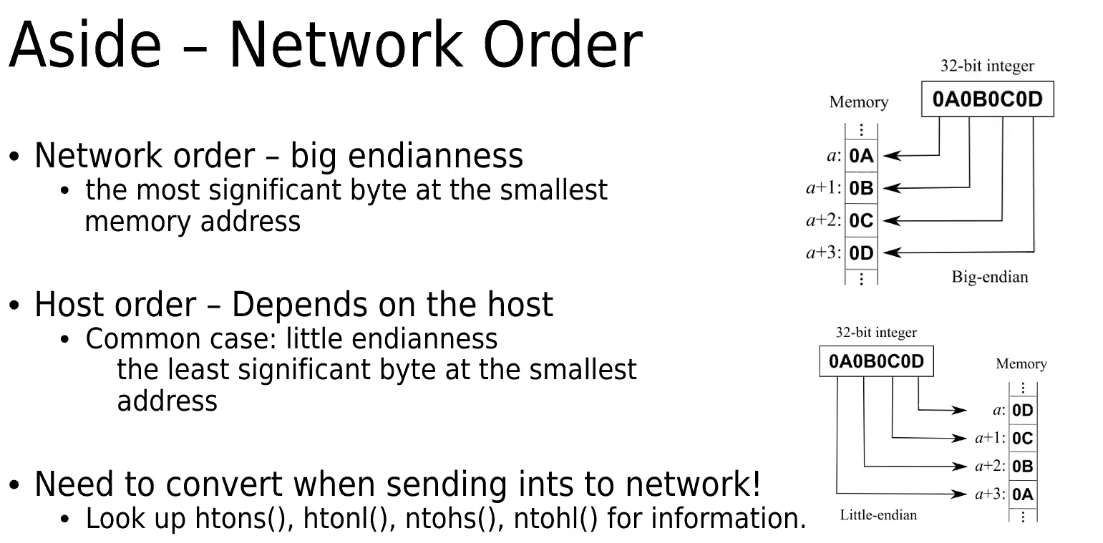 Aside – Network Order
• Network order – big endianness
• the most significant byte at the smallest
memory address
• Host order – Depends on the host
• Common case: little endianness
the least significant byte at the smallest
address
• Need to convert when sending ints to network!
• Look up htons(), htonl(), ntohs(), ntohl() for information.
32-bit integer
0A0B0C0D
Memory
⋮
a: 0A
a+1: 0B
a+2: 0C
a+3: 0D
⋮
Big-endian
32-bit integer
0A0B0C0D
Memory
⋮
a: 0D
a+1: 0C
a+2: 0B
a+3: 0A
⋮
Little-endian